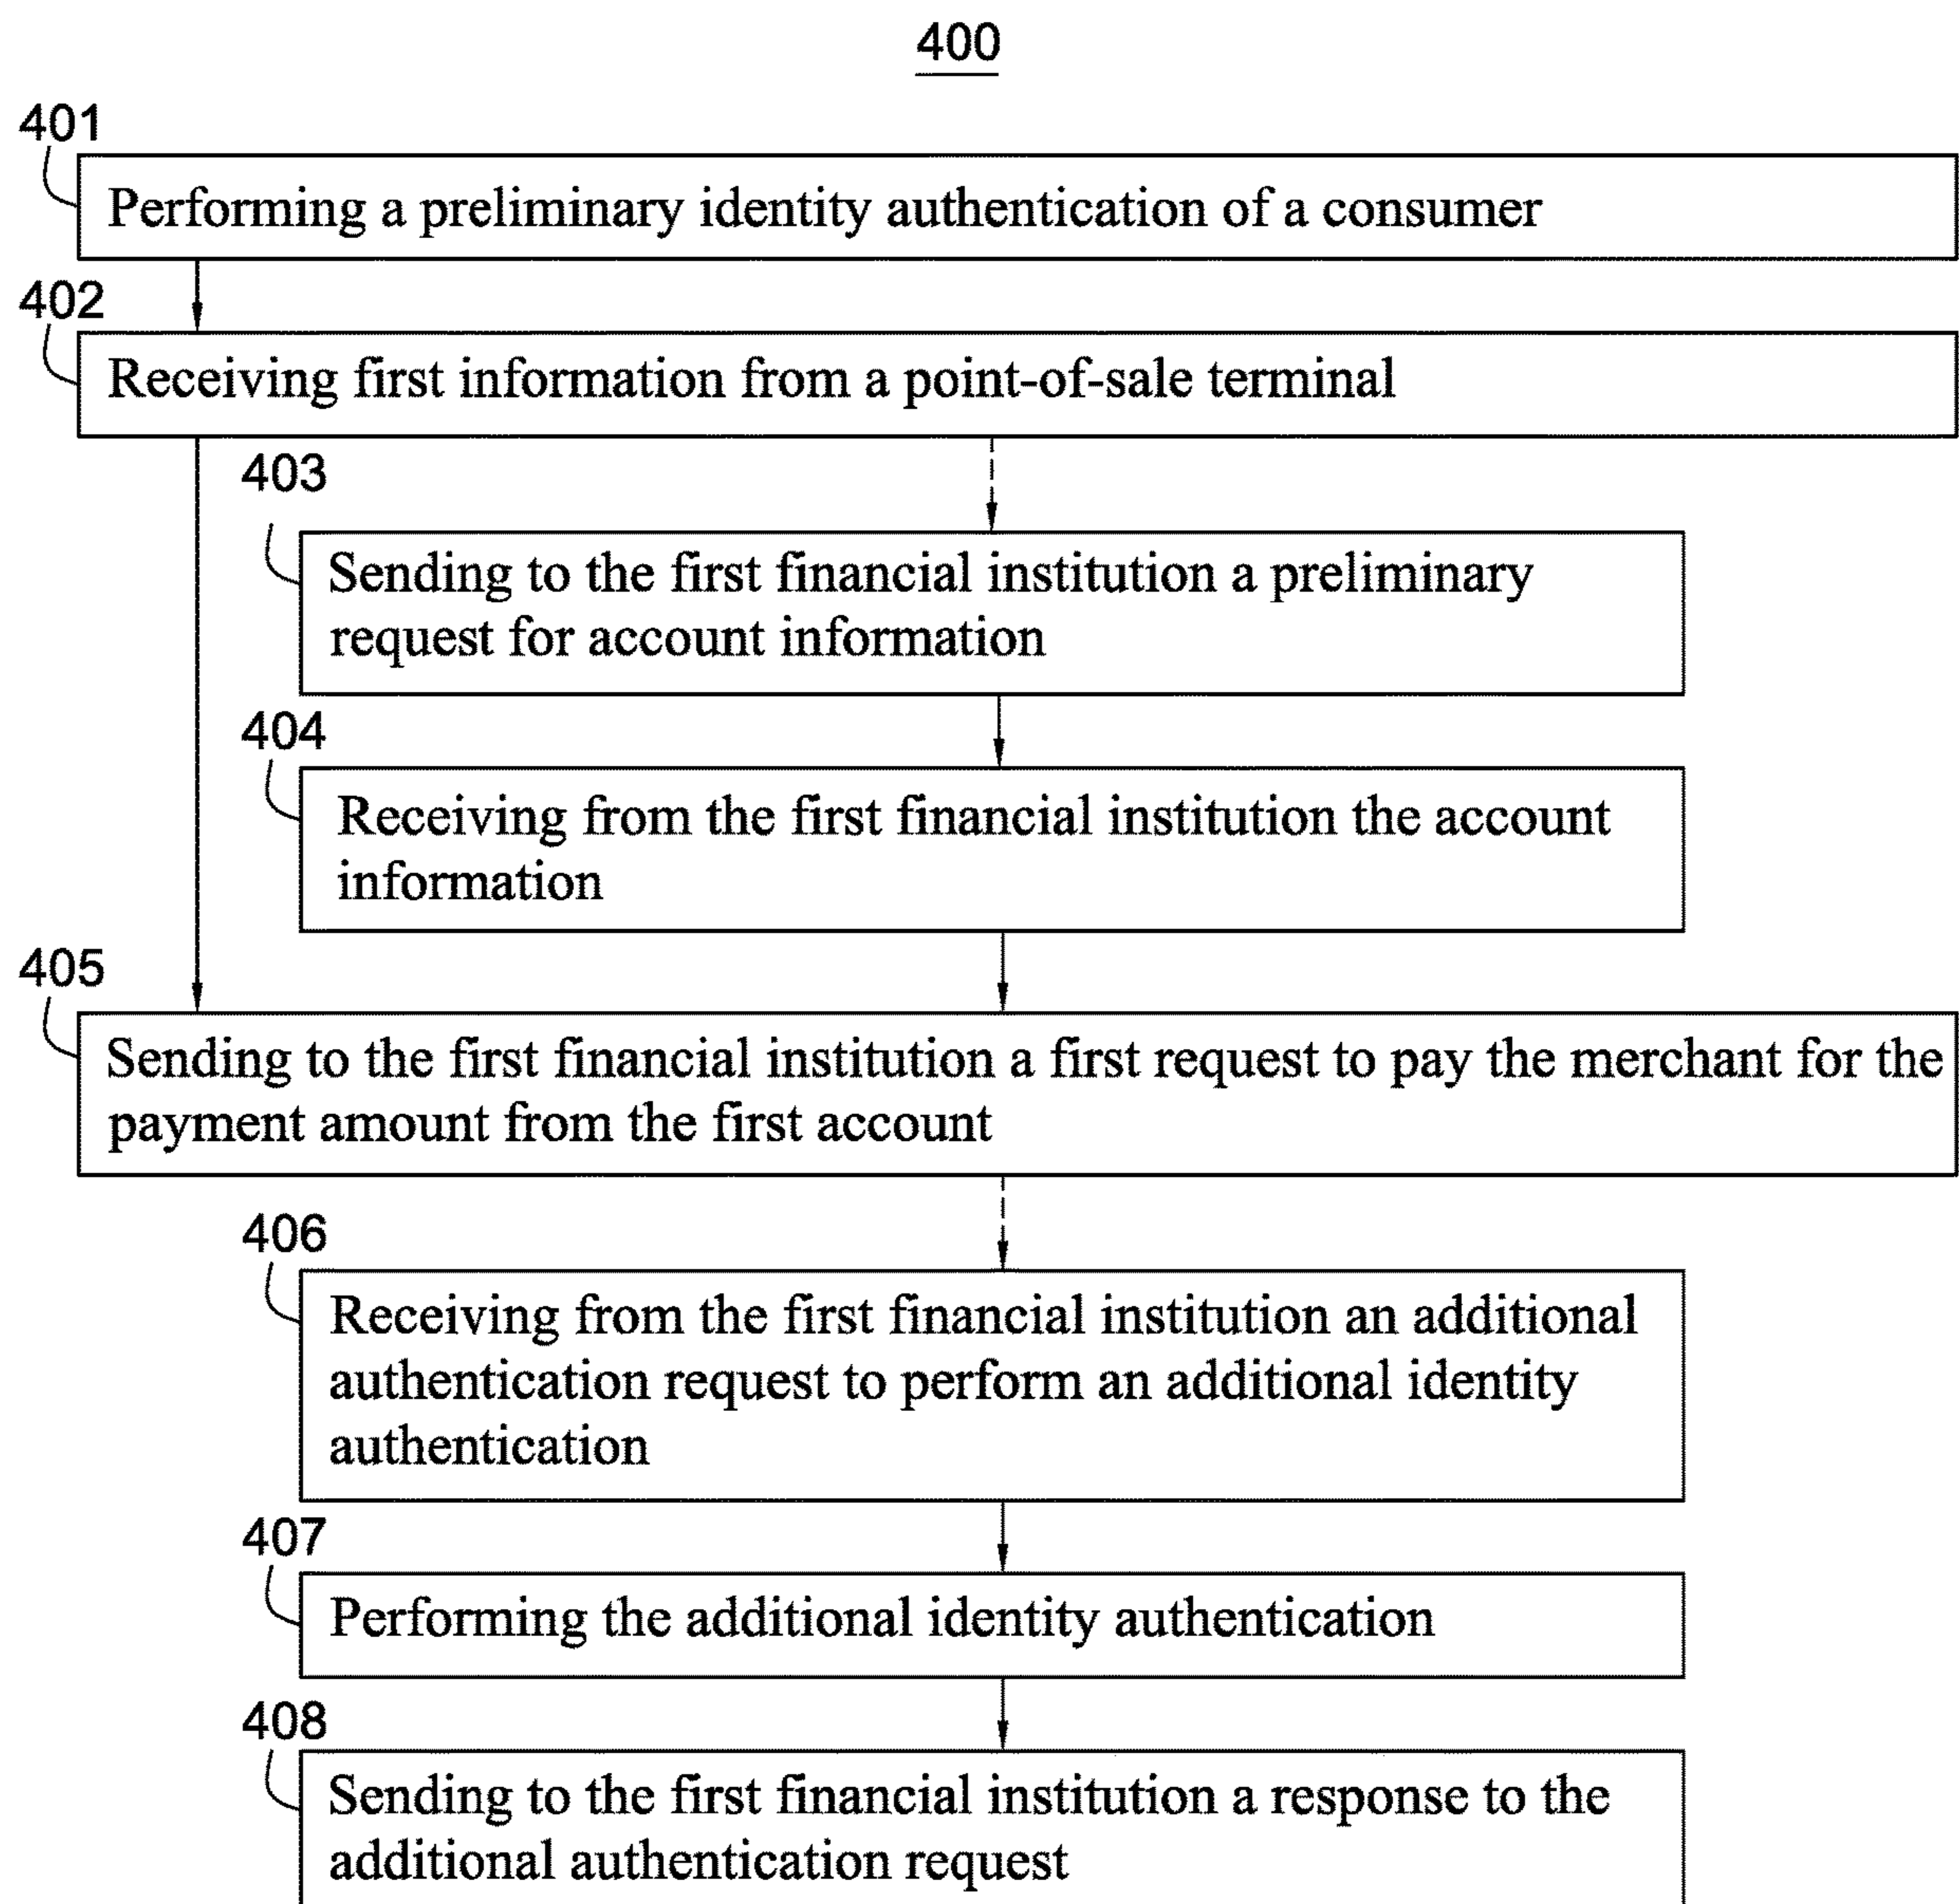 400
401
Performing a preliminary identity authentication of a consumer
402
Receiving first information from a point-of-sale terminal
403
Sending to the first financial institution a preliminary
request for account information
404
Receiving from the first financial institution the account
information
405
Sending to the first financial institution a first request to pay the merchant for the
payment amount from the first account
406
Receiving from the first financial institution an additional
authentication request to perform an additional identity
authentication
407
Performing the additional identity authentication
408
Sending to the first financial institution a response to the
additional authentication request